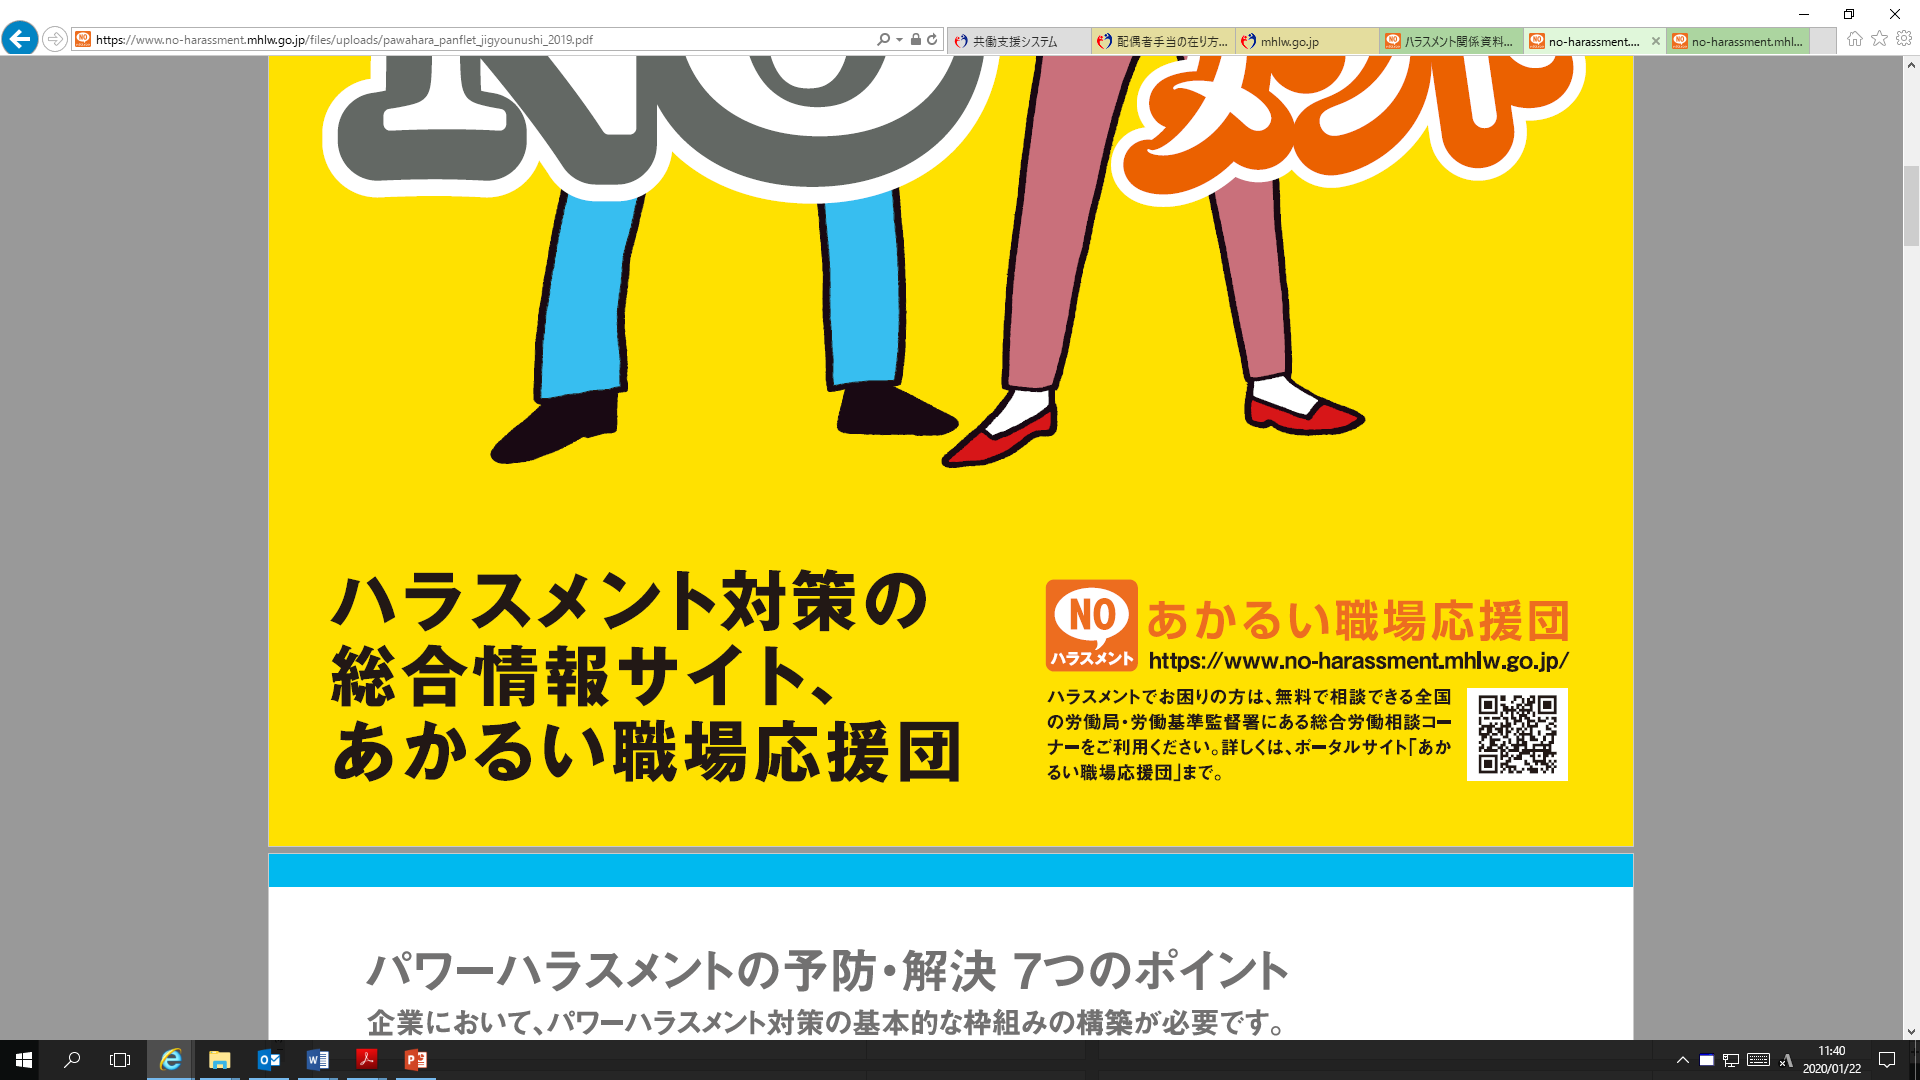 https://www.no-harassment.mhlw.go.jp/files/uploads/pawahara_panflet_jigyounushi_2019.pdf
共働支援システム
配偶者手当の在り方...
mhlw.go.jp
ハラスメント関係資料...
no-harassment....
no-harassment.mhl...
NO
メント
ハラスメント対策の
総合情報サイト、
あかるい職場応援団
NO
ハラスメント
あかるい職場応援団
https://www.no-harassment.mhlw.go.jp/
ハラスメントでお困りの方は、無料で相談できる全国
の労働局・労働基準監督署にある総合労働相談コー
ナーをご利用ください。詳しくは、ポータルサイト「あか
るい職場応援団」まで。
パワーハラスメントの予防・解決 7つのポイント
企業において、パワーハラスメント対策の基本的な枠組みの構築が必要です。
11:40
2020/01/22